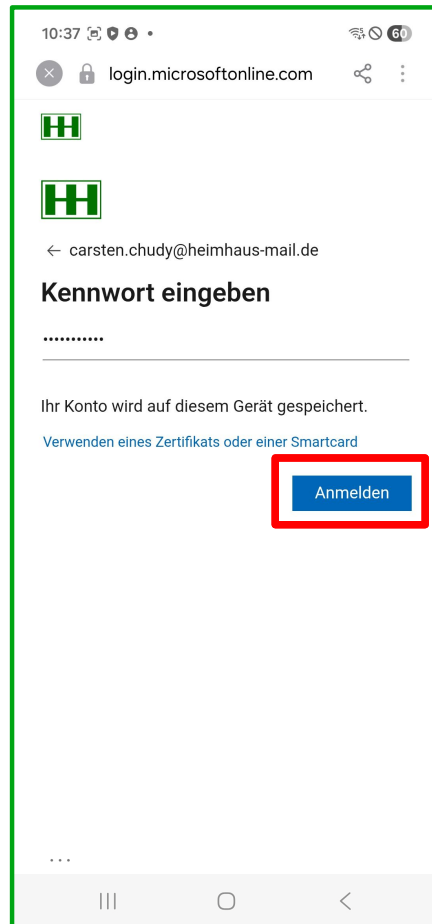 10:37
60
login.microsoftonline.com
HH
HH
← carsten.chudy@heimhaus-mail.de
Kennwort eingeben
•••••••••••
Ihr Konto wird auf diesem Gerät gespeichert.
Verwenden eines Zertifikats oder einer Smartcard
Anmelden
...